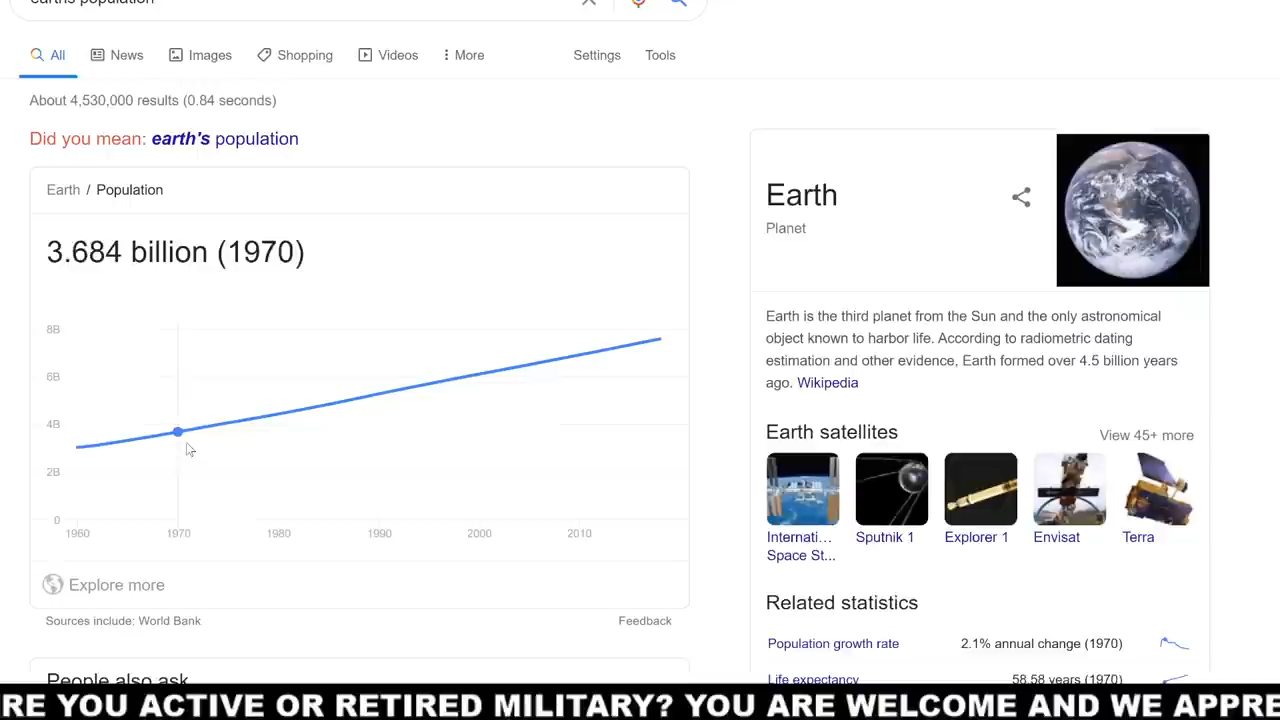 earths population
All
News
Images
Shopping
Videos
More
Settings
Tools
About 4,530,000 results (0.84 seconds)
Did you mean: earth's population
Earth / Population
3.684 billion (1970)
8B
6B
4B
2B
0
1960 1970 1980 1990 2000 2010
Explore more
Sources include: World Bank
Feedback
People also ask
Earth
Planet
Earth is the third planet from the Sun and the only astronomical
object known to harbor life. According to radiometric dating
estimation and other evidence, Earth formed over 4.5 billion years
ago. Wikipedia
Earth satellites
View 45+ more
Internati...
Space St...
Sputnik 1
Explorer 1
Envisat
Terra
Related statistics
Population growth rate 2.1% annual change (1970)
Life expectancy 58.58 years (1970)
RE YOU ACTIVE OR RETIRED MILITARY? YOU ARE WELCOME AND WE APPRE